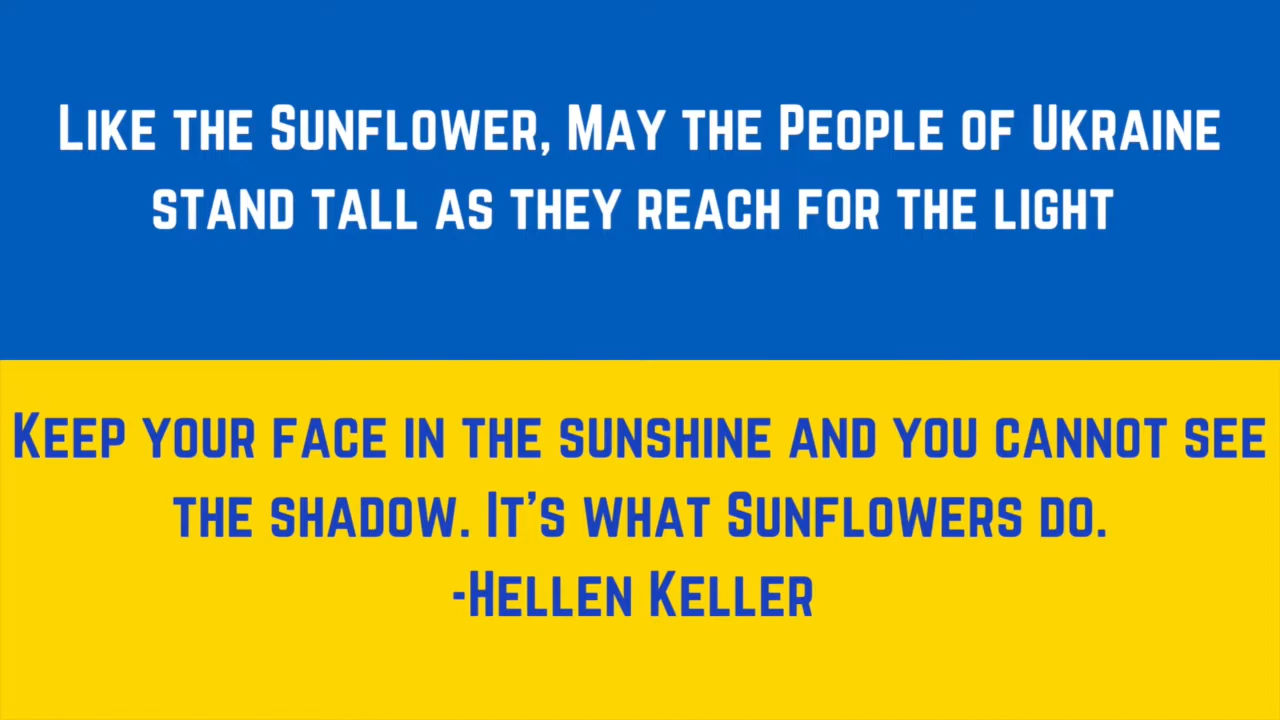 Like the Sunflower, May the People of Ukraine
stand tall as they reach for the light
Keep your face in the sunshine and you cannot see
the shadow. It's what Sunflowers do.
-Hellen Keller